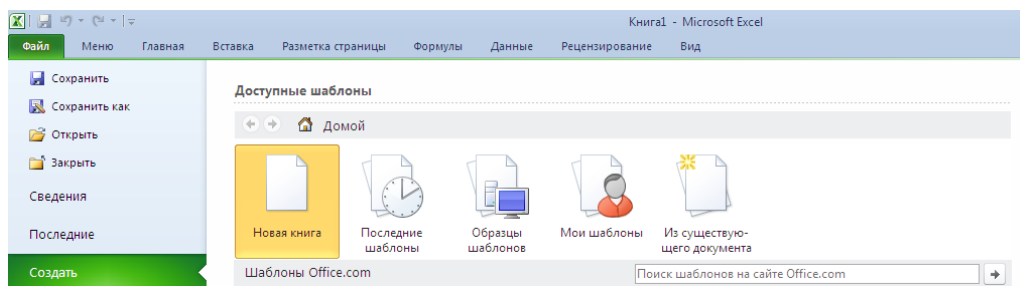 Книга1 - Microsoft Excel
Файл Меню Главная Вставка Разметка страницы Формулы Данные Рецензирование Вид
Сохранить
Сохранить как
Открыть
Закрыть
Сведения
Последние
Создать
Доступные шаблоны
Домой
Новая книга
Последние
шаблоны
Образцы
шаблонов
Мои шаблоны
Из существую-
щего документа
Шаблоны Office.com
Поиск шаблонов на сайте Office.com